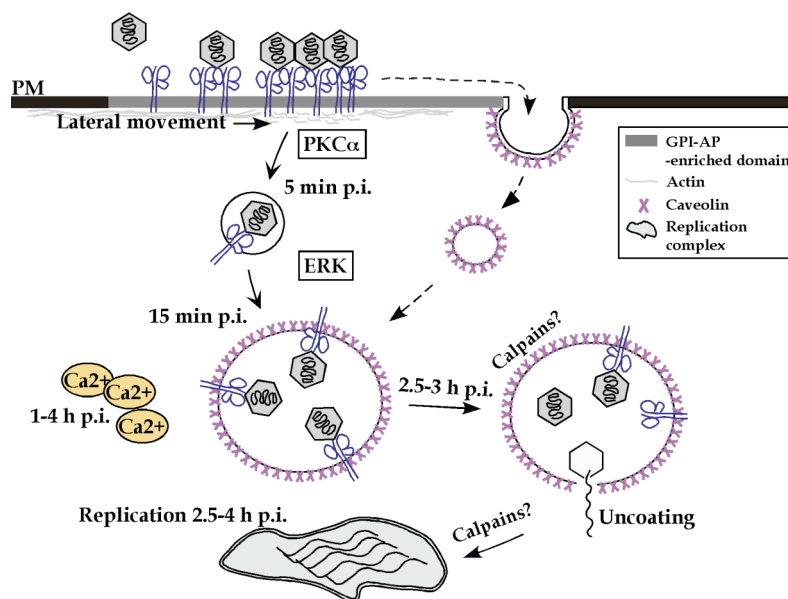 PM
Lateral movement
PKCα
5 min p.i.
GPI-AP
-enriched domain
Actin
Caveolin
Replication
complex
ERK
15 min p.i.
Ca2+
Ca2+
Ca2+
1-4 h p.i.
2.5-3 h p.i.
Calpains?
Uncoating
Replication 2.5-4 h p.i.
Calpains?